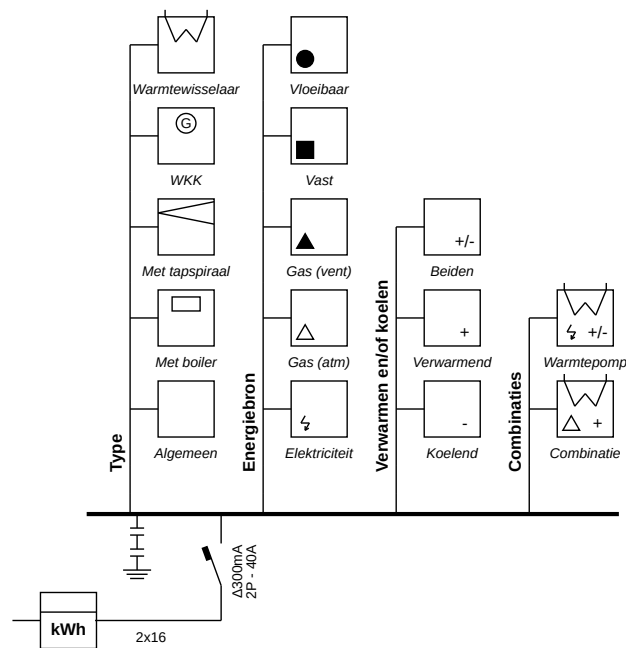 Warmtewisselaar
Vloeibaar
G
WKK
Vast
Met tapspiraal
Gas (vent)
+/-
Beiden
Met boiler
Gas (atm)
+
Verwarmend
+/-
Warmtepomp
Algemeen
Elektriciteit
-
Koelend
+
Combinatie
Type
Energiebron
Verwarmen en/of koelen
Combinaties
Δ300mA
2P - 40A
kWh
2x16